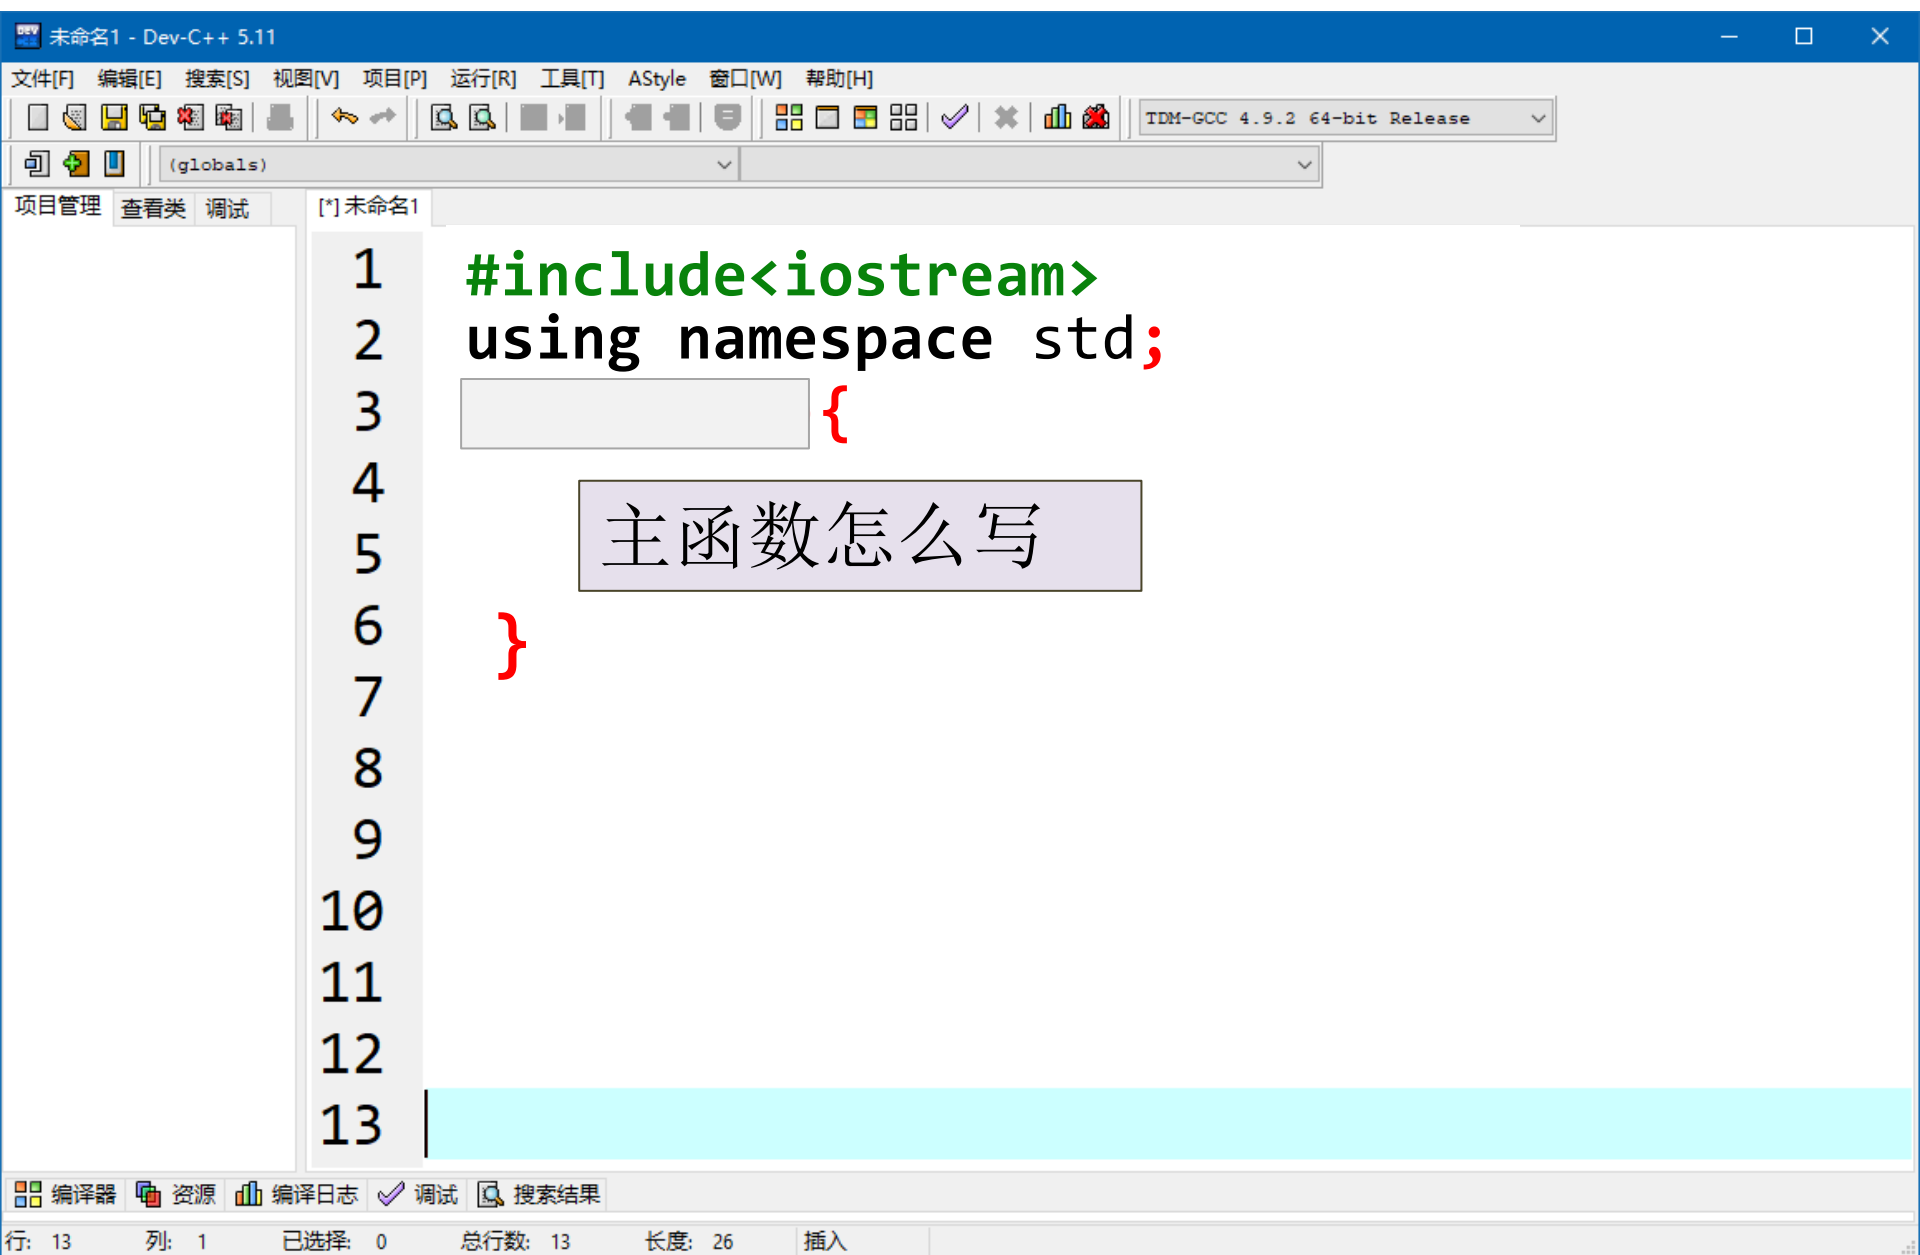 未命名1 - Dev-C++ 5.11
文件[F] 编辑[E] 搜索[S] 视图[V] 项目[P] 运行[R] 工具[T] AStyle 窗口[W] 帮助[H]
TDM-GCC 4.9.2 64-bit Release
(globals)
项目管理 查看类 调试 [*] 未命名1
1 #include<iostream>
2 using namespace std;
3 {
4
主函数怎么写
5
6 }
7
8
9
10
11
12
13
编译器 资源 编译日志 调试 搜索结果
行: 13 列: 1 已选择: 0 总行数: 13 长度: 26 插入